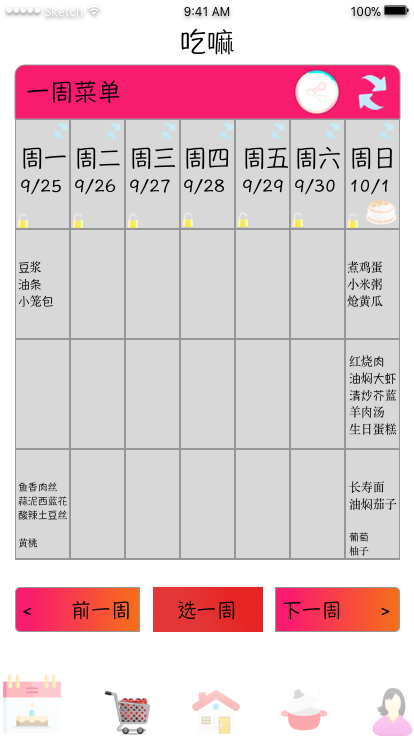 Sketch 9:41 AM 100%
吃嘛
一周菜单
周一 周二 周三 周四 周五 周六 周日
9/25 9/26 9/27 9/28 9/29 9/30 10/1
豆浆
油条
小笼包
煮鸡蛋
小米粥
炝黄瓜
红烧肉
油焖大虾
清炒芥蓝
羊肉汤
生日蛋糕
鱼香肉丝
蒜泥西蓝花
酸辣土豆丝
黄桃
长寿面
油焖茄子
葡萄
柚子
< 前一周 选一周 下一周 >